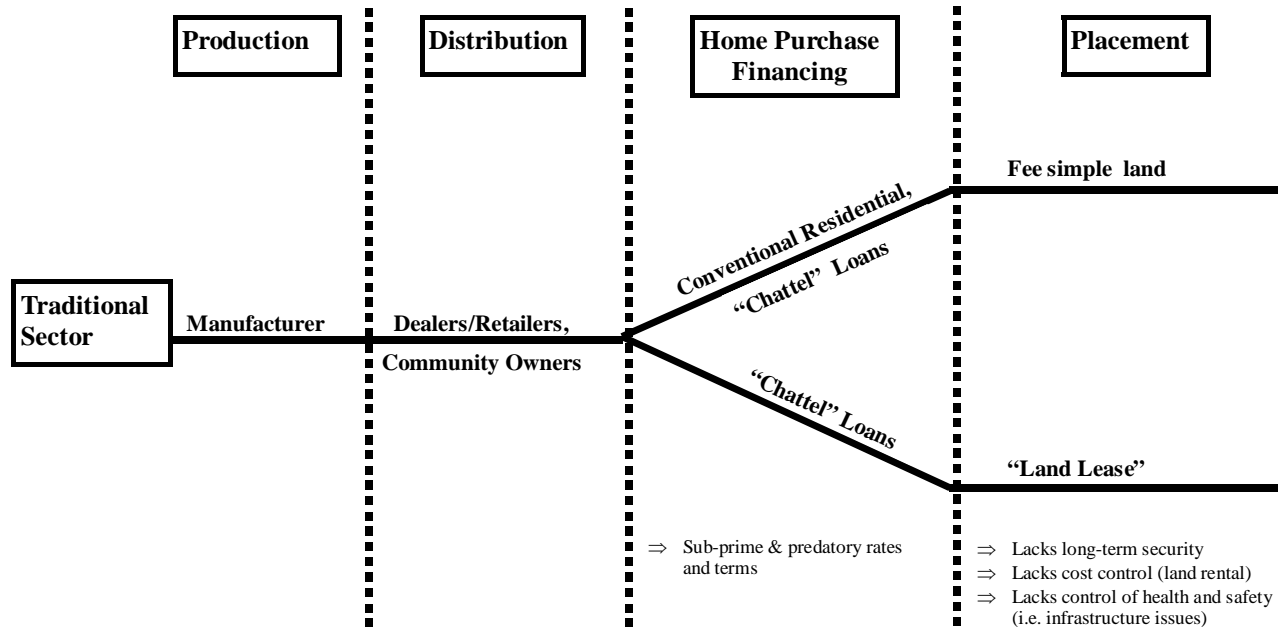 Production
Distribution
Home Purchase
Financing
Placement
Fee simple land
Conventional Residential,
“Chattel” Loans
Traditional
Sector
Manufacturer
Dealers/Retailers,
Community Owners
“Chattel” Loans
“Land Lease”
⇒ Sub-prime & predatory rates
and terms
⇒ Lacks long-term security
⇒ Lacks cost control (land rental)
⇒ Lacks control of health and safety
(i.e. infrastructure issues)